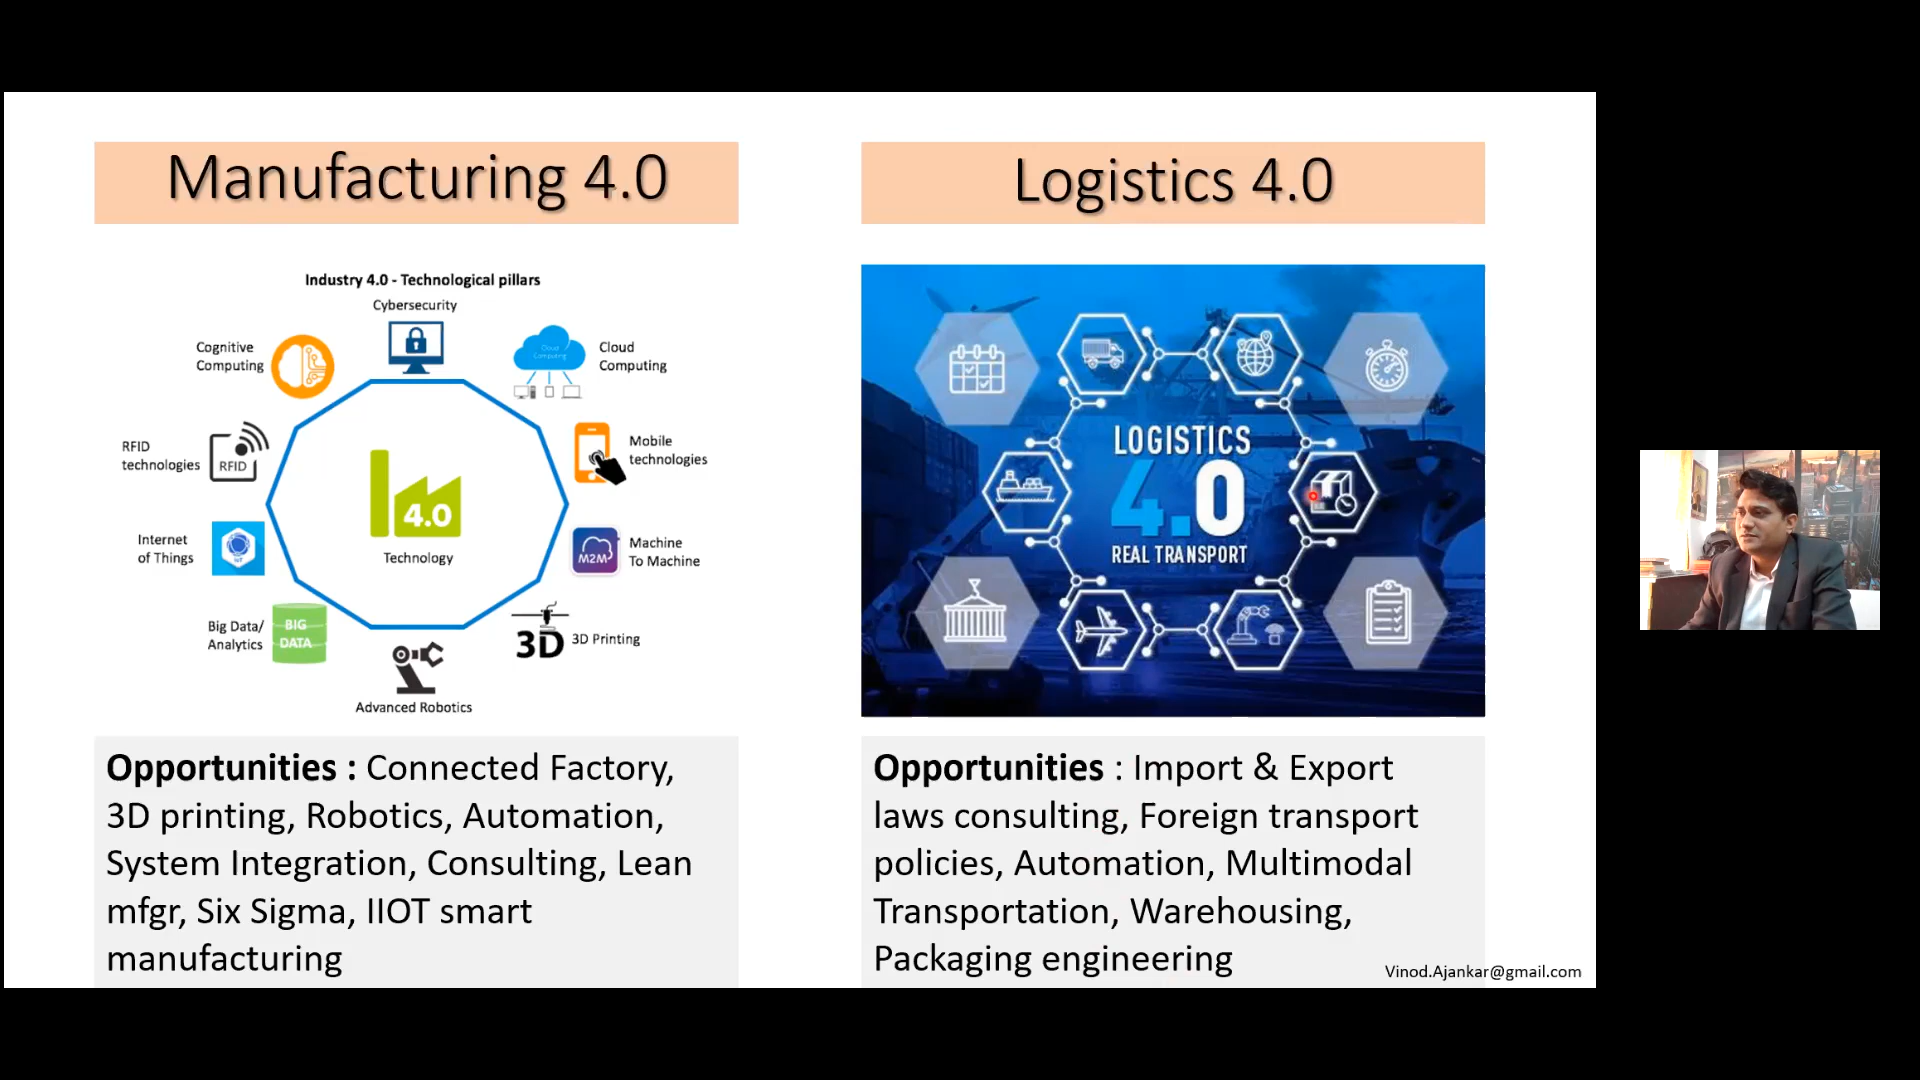 Manufacturing 4.0
Industry 4.0 - Technological pillars
Cybersecurity
Cognitive
Computing
Cloud
Computing
Cloud
Computing
RFID
technologies
RFID
Mobile
technologies
4.0
Technology
Internet
of Things
M2M
Machine
To Machine
Big Data/
Analytics
BIG
DATA
3D
3D Printing
Advanced Robotics
Opportunities : Connected Factory,
3D printing, Robotics, Automation,
System Integration, Consulting, Lean
mfgr, Six Sigma, IIOT smart
manufacturing
Logistics 4.0
LOGISTICS
4.0
REAL TRANSPORT
Opportunities : Import & Export
laws consulting, Foreign transport
policies, Automation, Multimodal
Transportation, Warehousing,
Packaging engineering
Vinod.Ajankar@gmail.com